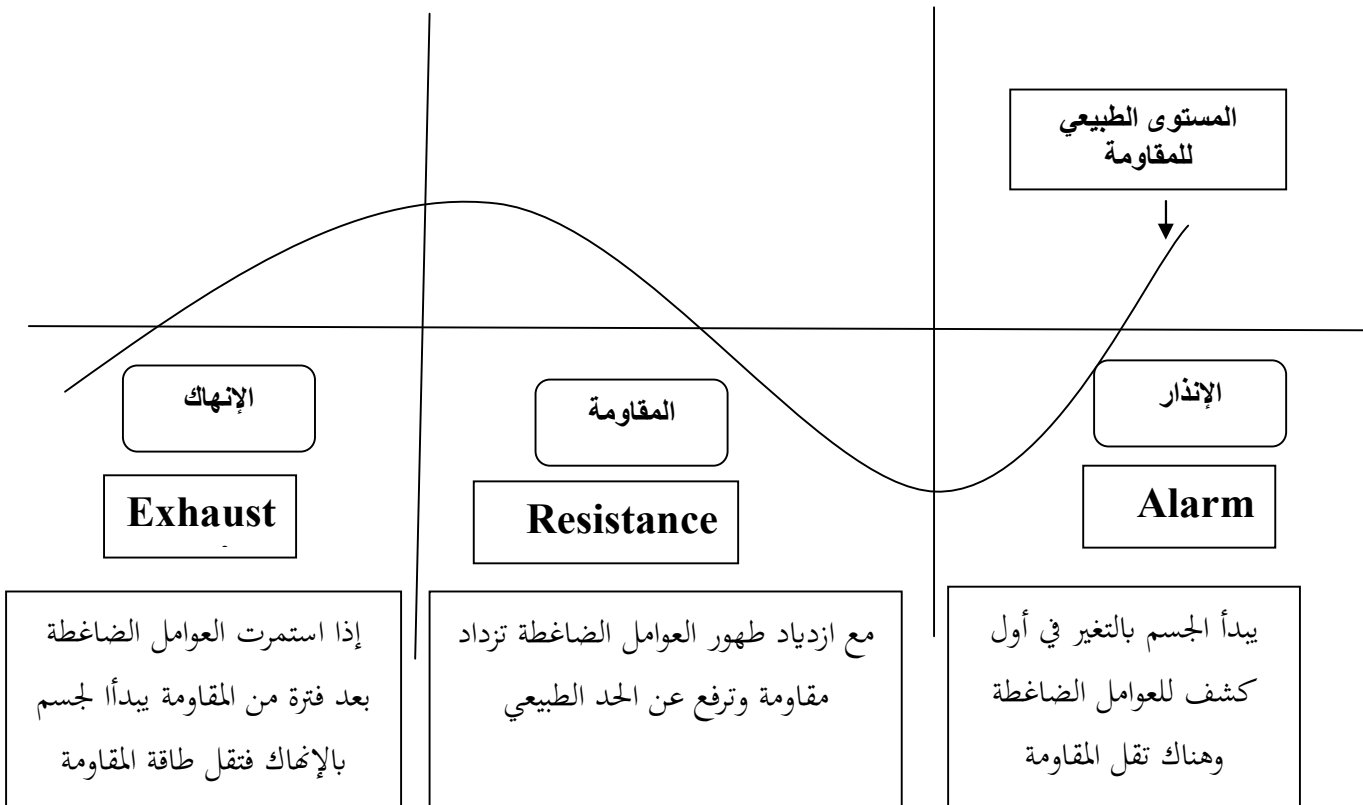 المستوى الطبيعي
للمقاومة
الإنذار
Alarm
يبدأ الجسم بالتغير في أول
كشف للعوامل الضاغطة
وهناك تقل المقاومة
المقاومة
Resistance
مع ازدياد طهور العوامل الضاغطة تزداد
مقاومة وترفع عن الحد الطبيعي
الإنهاك
Exhaust
إذا استمرت العوامل الضاغطة
بعد فترة من المقاومة يبدأا لجسم
بالإنهاك فتقل طاقة المقاومة